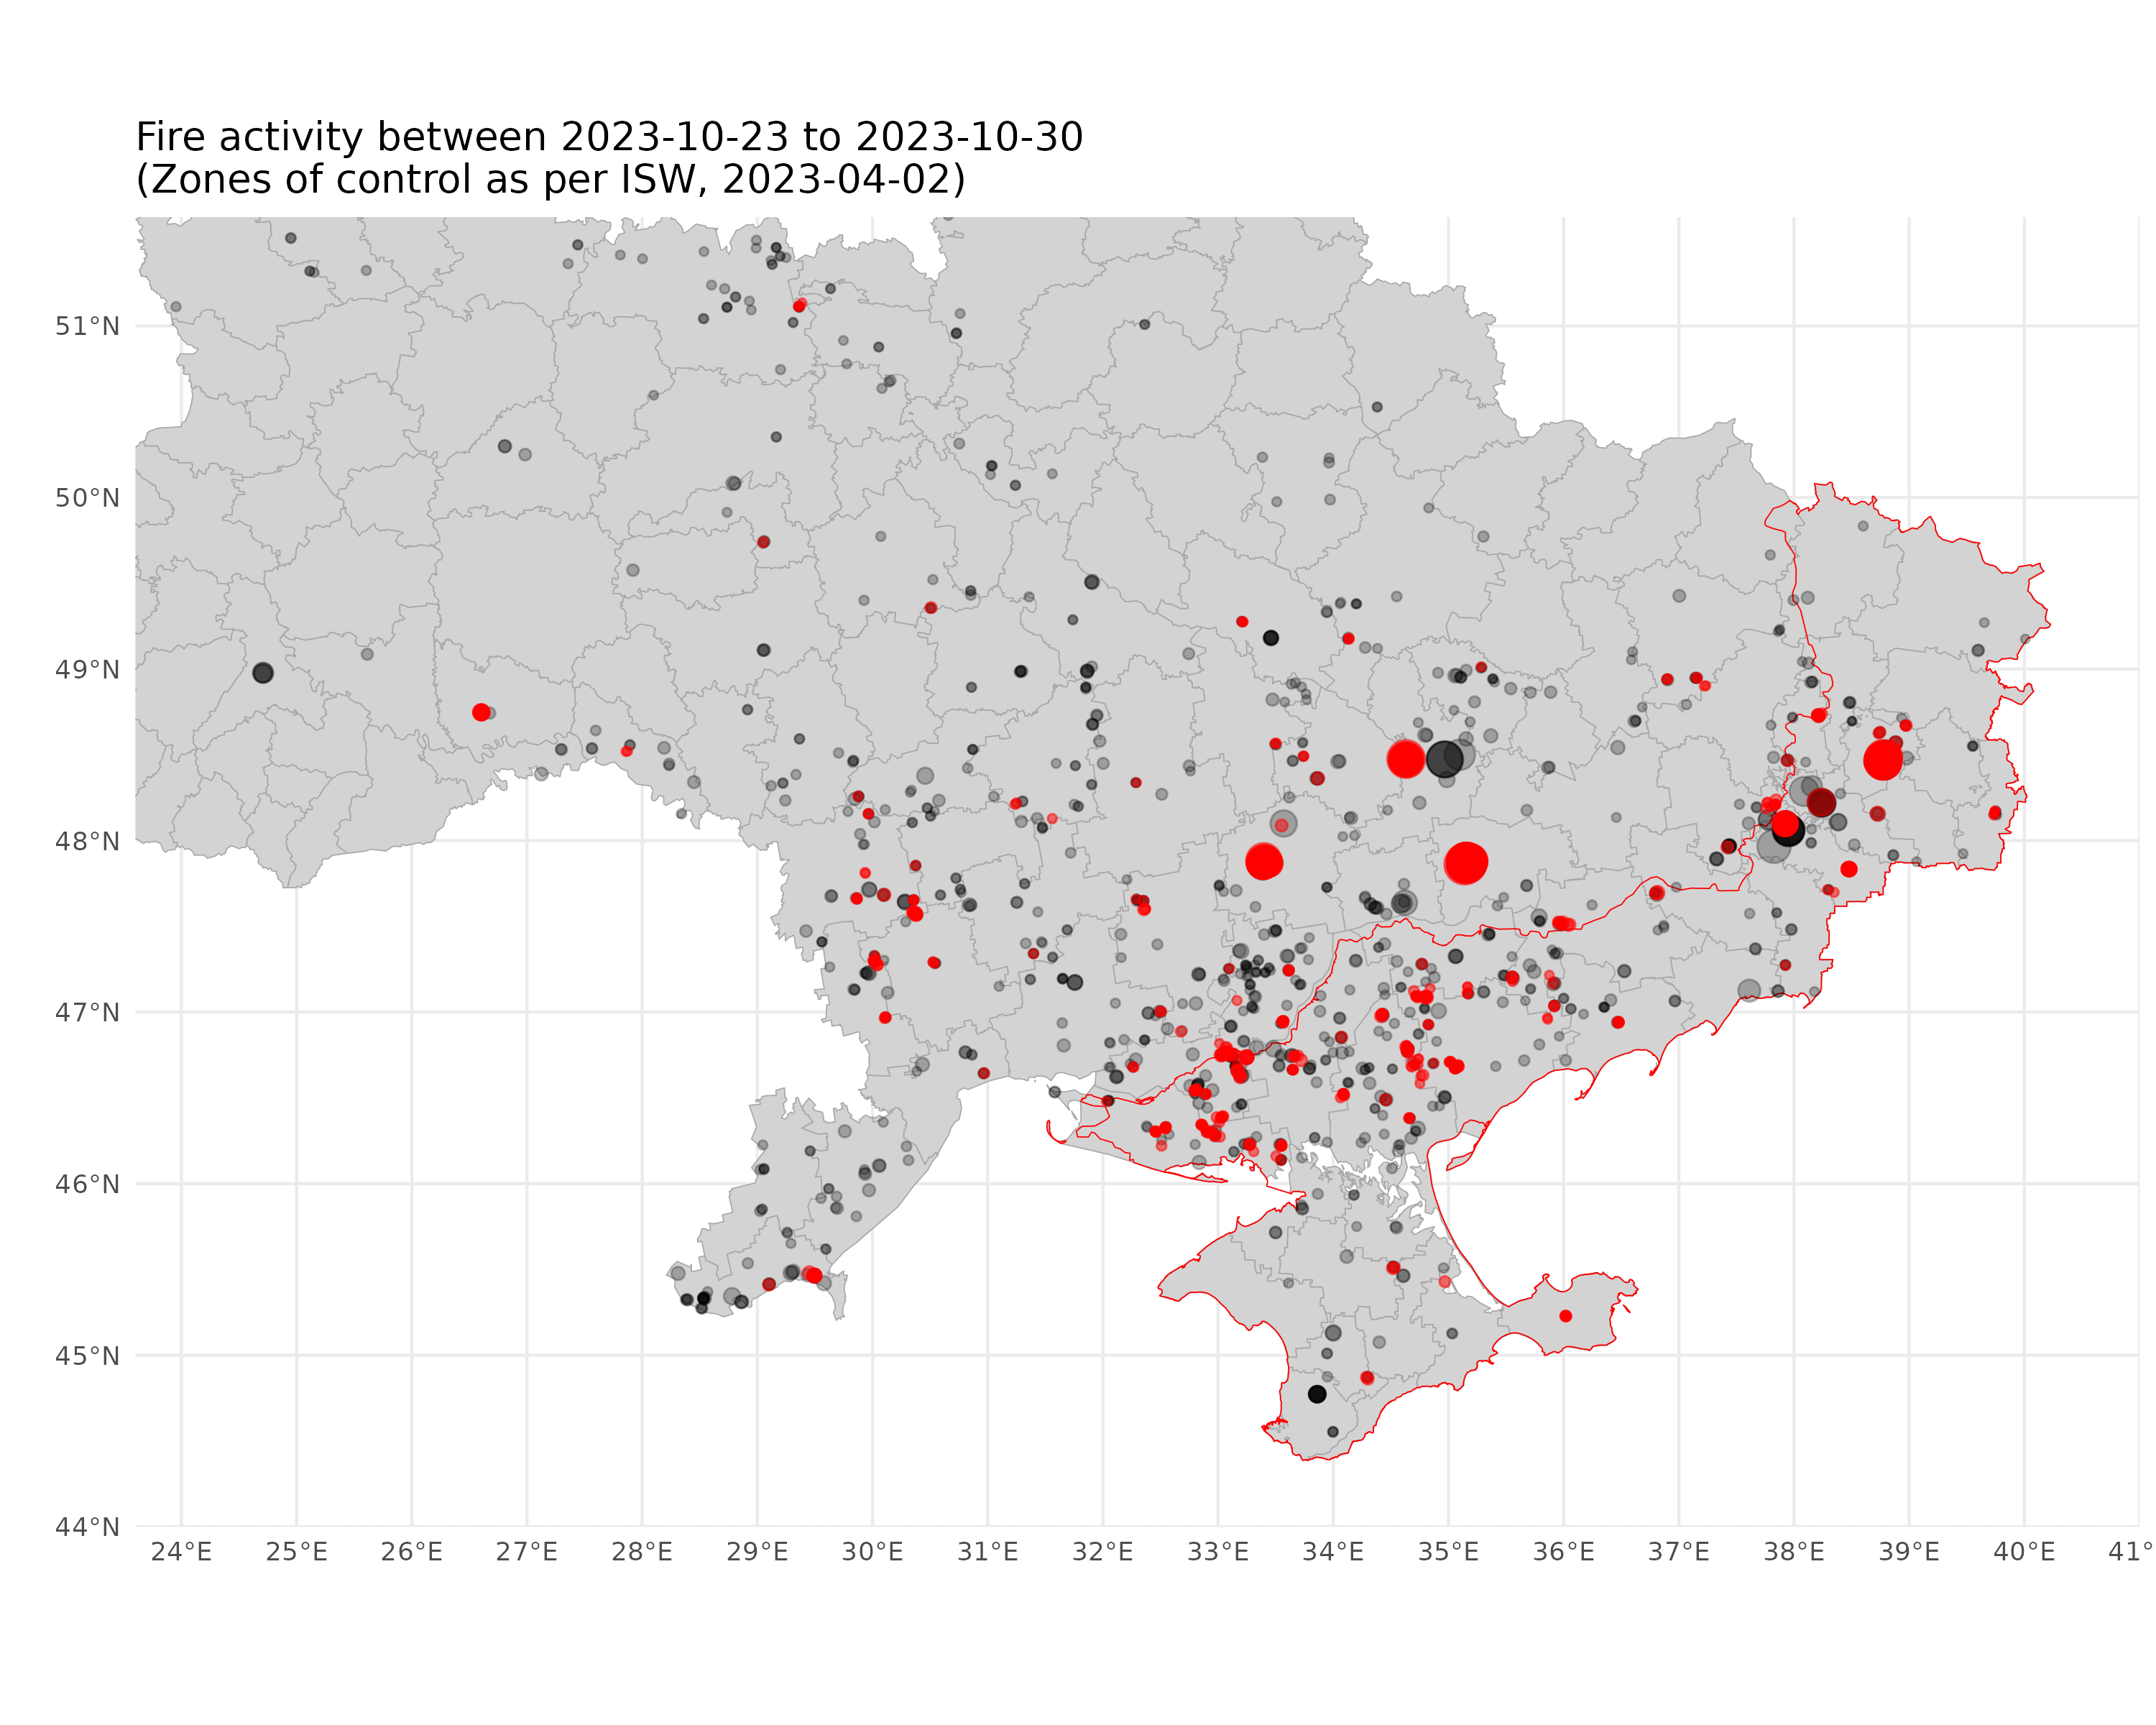 Fire activity between 2023-10-23 to 2023-10-30
(Zones of control as per ISW, 2023-04-02)
51°N
50°N
49°N
48°N
47°N
46°N
45°N
44°N
24°E 25°E 26°E 27°E 28°E 29°E 30°E 31°E 32°E 33°E 34°E 35°E 36°E 37°E 38°E 39°E 40°E 41°